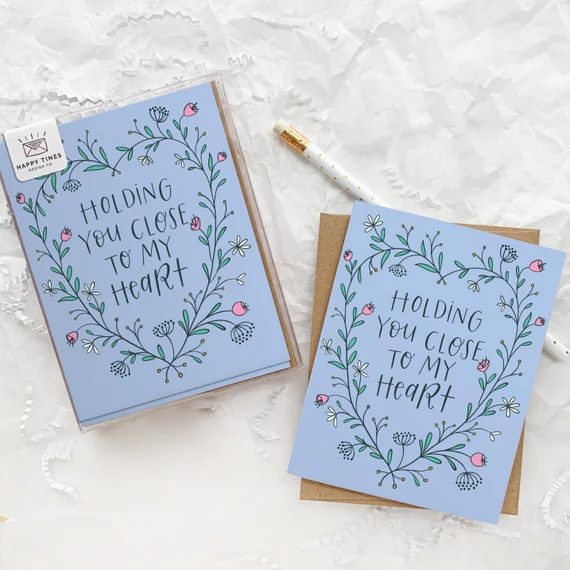 HAPPY TINES
DESIGN CO
HOLDING
YOU CLOSE
TO MY
HeaRt
HOLDING
YOU CLOSE
TO MY
HeaRt